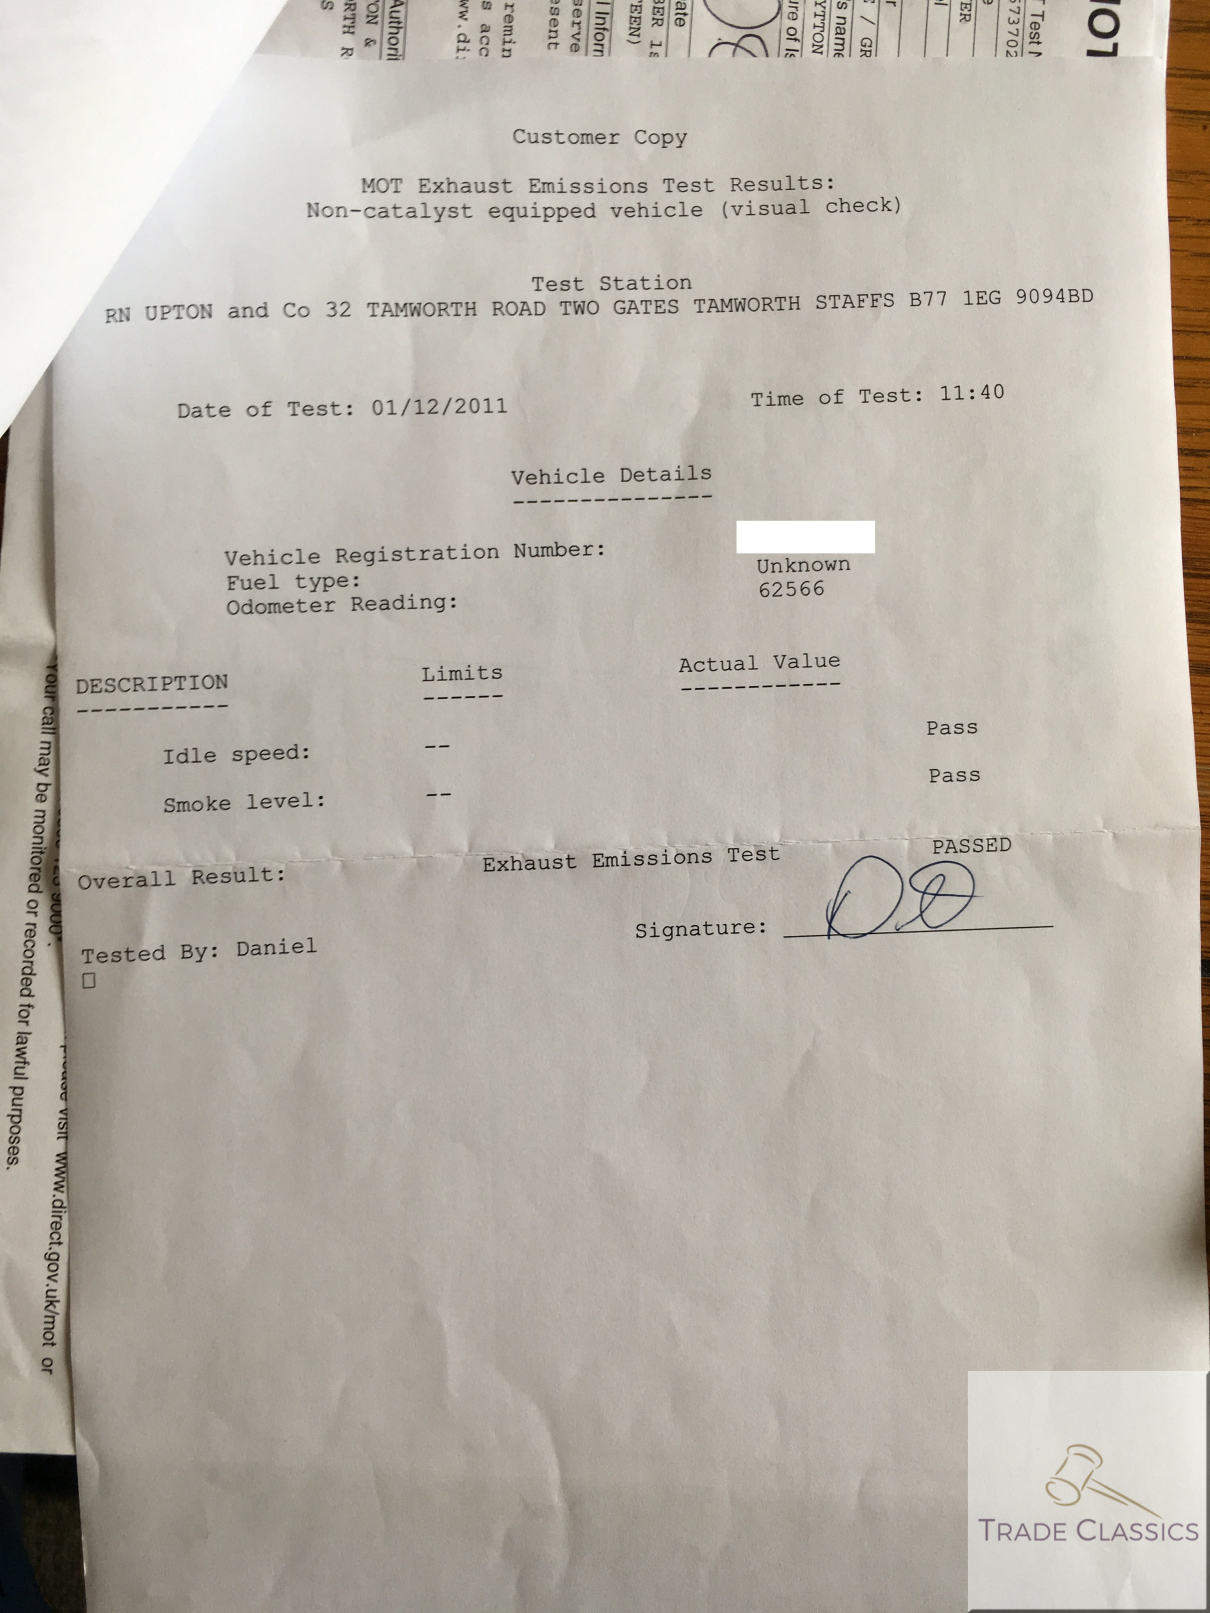 Customer Copy
MOT Exhaust Emissions Test Results:
Non-catalyst equipped vehicle (visual check)
Test Station
RN UPTON and Co 32 TAMWORTH ROAD TWO GATES TAMWORTH STAFFS B77 1EG 9094BD
Date of Test: 01/12/2011 Time of Test: 11:40
Vehicle Details
---------------
Vehicle Registration Number:
Fuel type: Unknown
Odometer Reading: 62566
DESCRIPTION Limits Actual Value
----------- ------ ------------
Idle speed: -- Pass
Smoke level: -- Pass
Overall Result: Exhaust Emissions Test PASSED
Signature:
Tested By: Daniel
Your call may be monitored or recorded for lawful purposes.
visit www.direct.gov.uk/mot or
TRADE CLASSICS